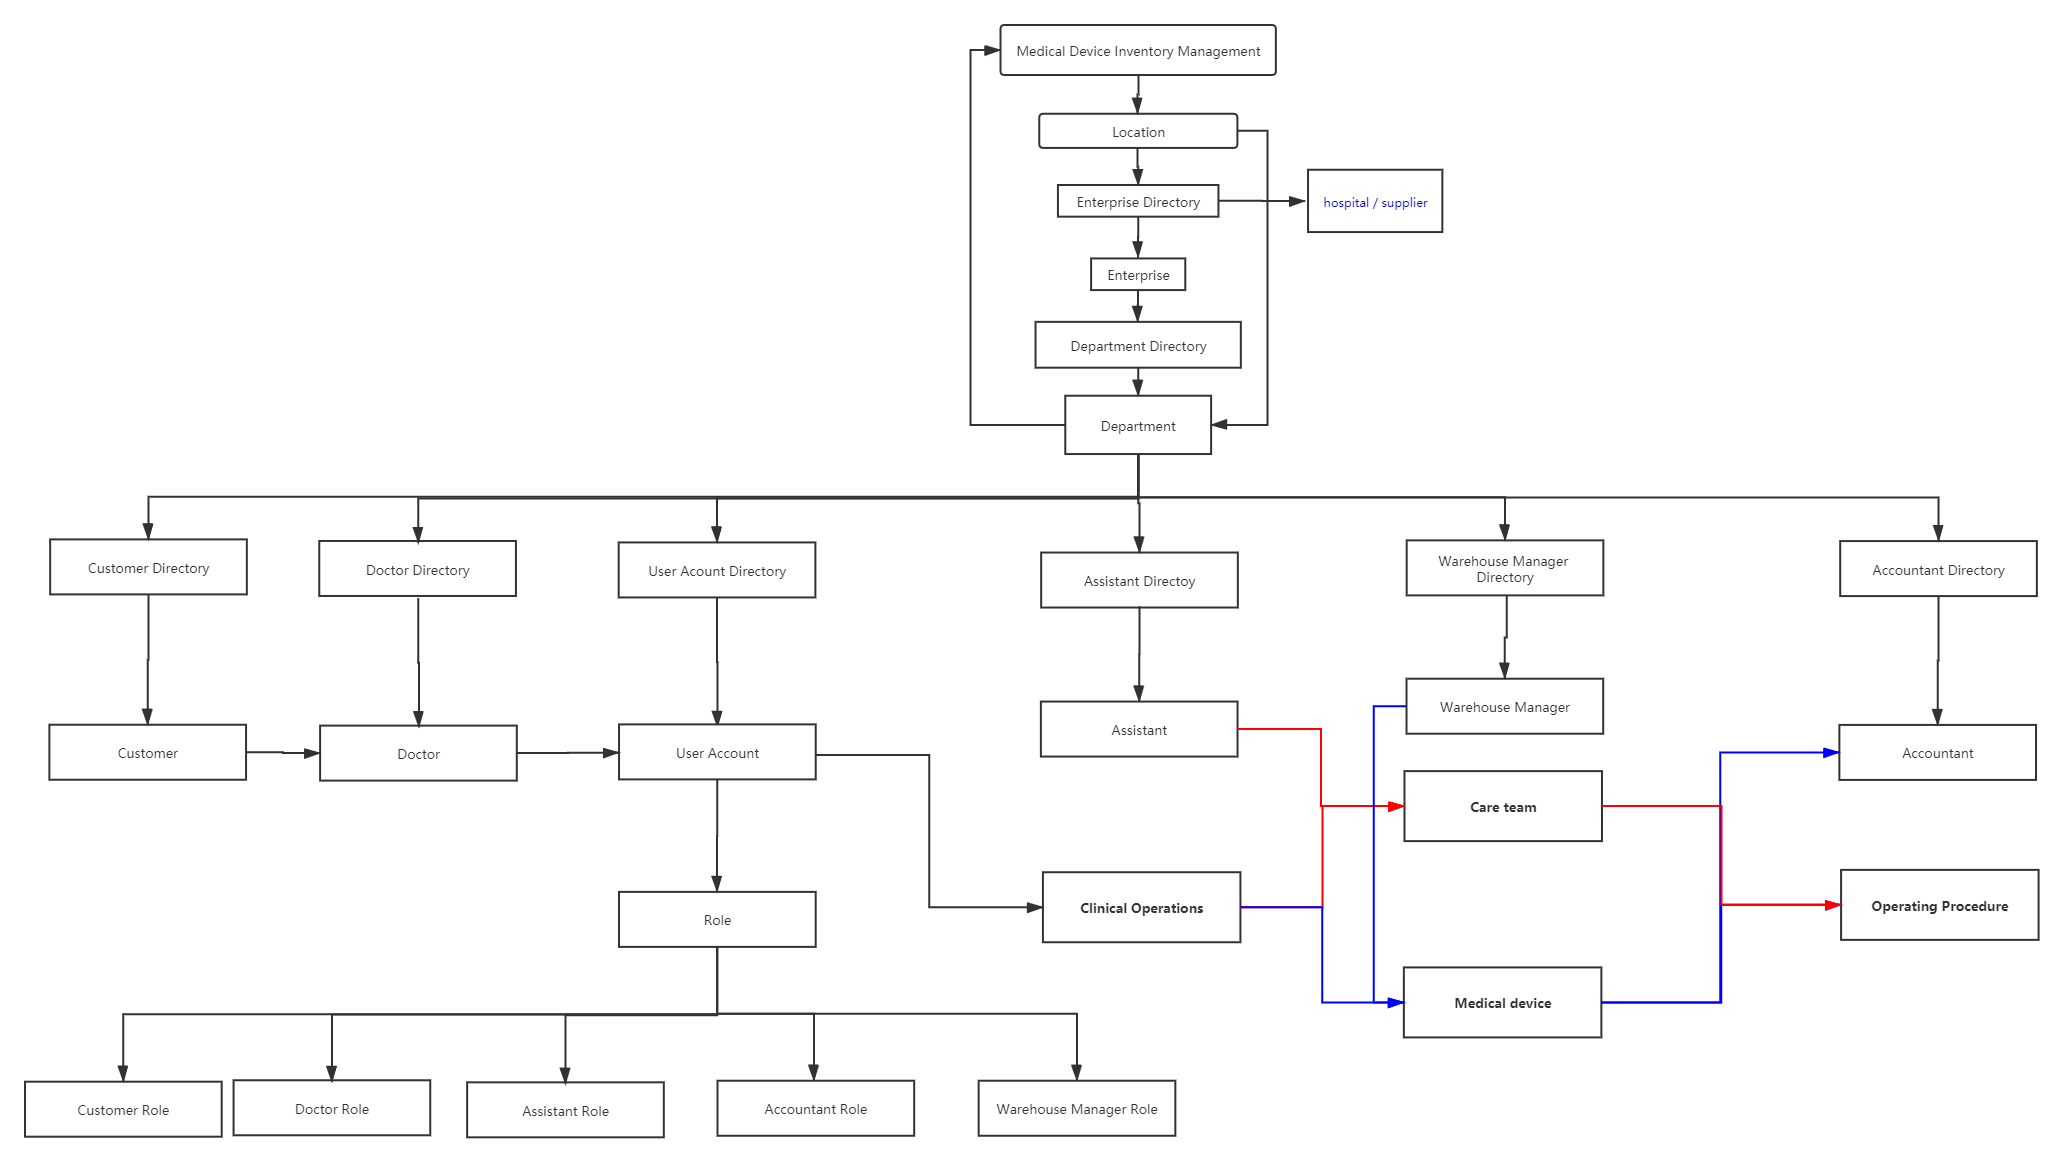 Medical Device Inventory Management
Location
Enterprise Directory
hospital / supplier
Enterprise
Department Directory
Department
Customer Directory
Doctor Directory
User Acount Directory
Assistant Directoy
Warehouse Manager
Directory
Accountant Directory
Customer
Doctor
User Account
Assistant
Warehouse Manager
Accountant
Care team
Role
Clinical Operations
Operating Procedure
Medical device
Customer Role
Doctor Role
Assistant Role
Accountant Role
Warehouse Manager Role